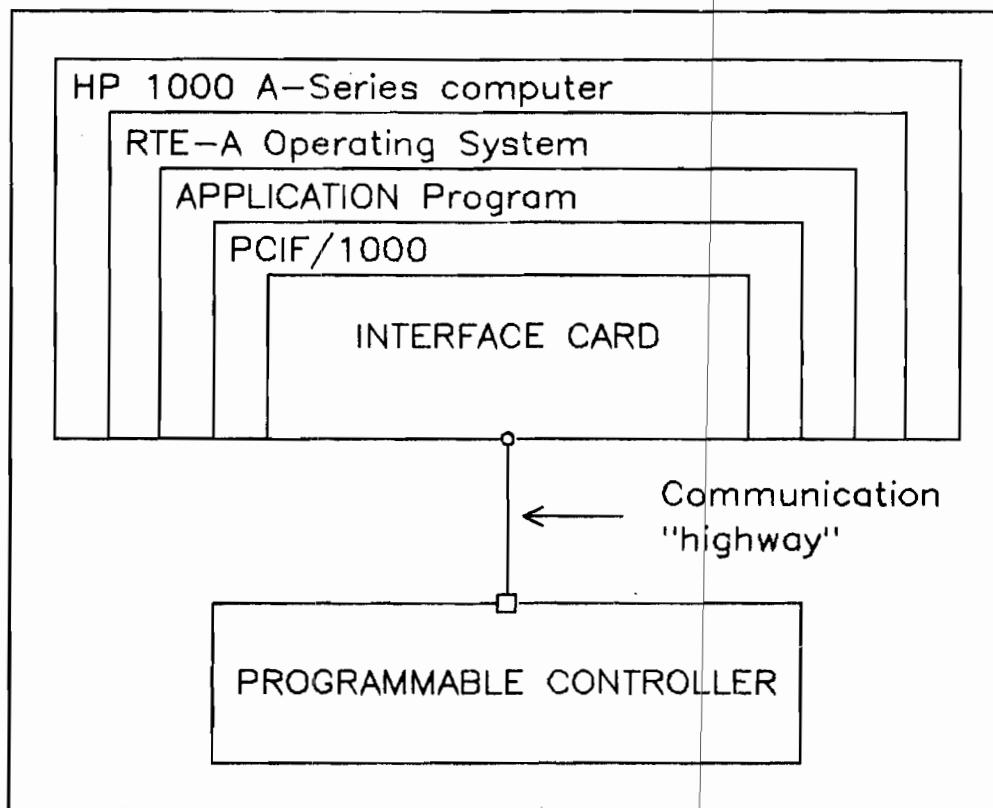 HP 1000 A-Series computer
RTE-A Operating System
APPLICATION Program
PCIF/1000
INTERFACE CARD
Communication
"highway"
PROGRAMMABLE CONTROLLER